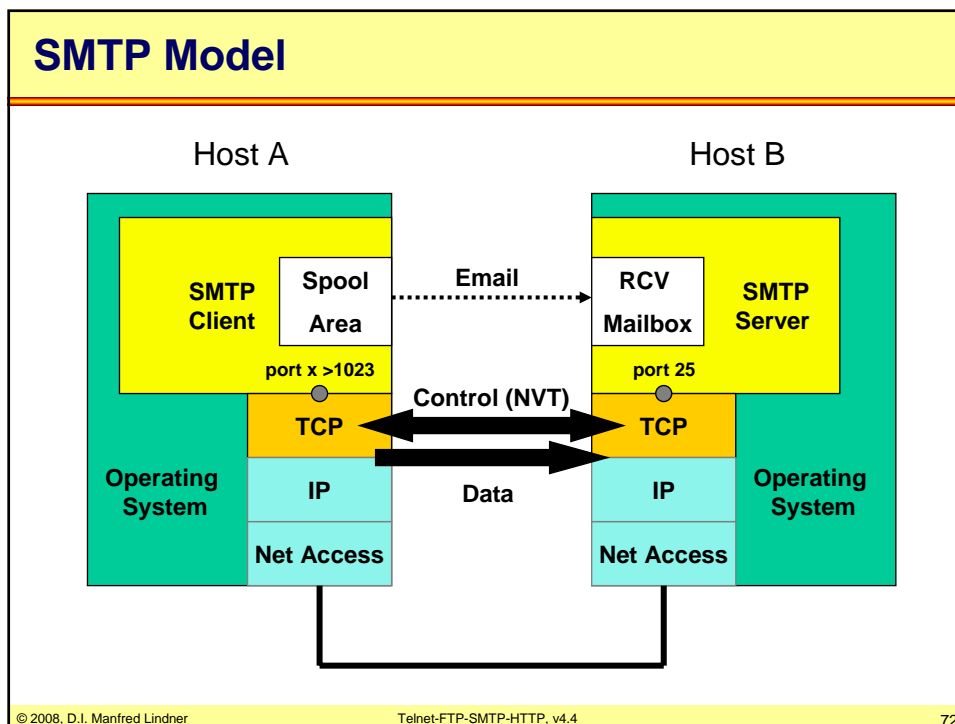 SMTP Model
Host A
Host B
SMTP
Client
Spool
Area
Email
RCV
Mailbox
SMTP
Server
port x >1023
port 25
Control (NVT)
TCP
TCP
Operating
System
IP
Data
IP
Operating
System
Net Access
Net Access
© 2008, D.I. Manfred Lindner
Telnet-FTP-SMTP-HTTP, v4.4
72